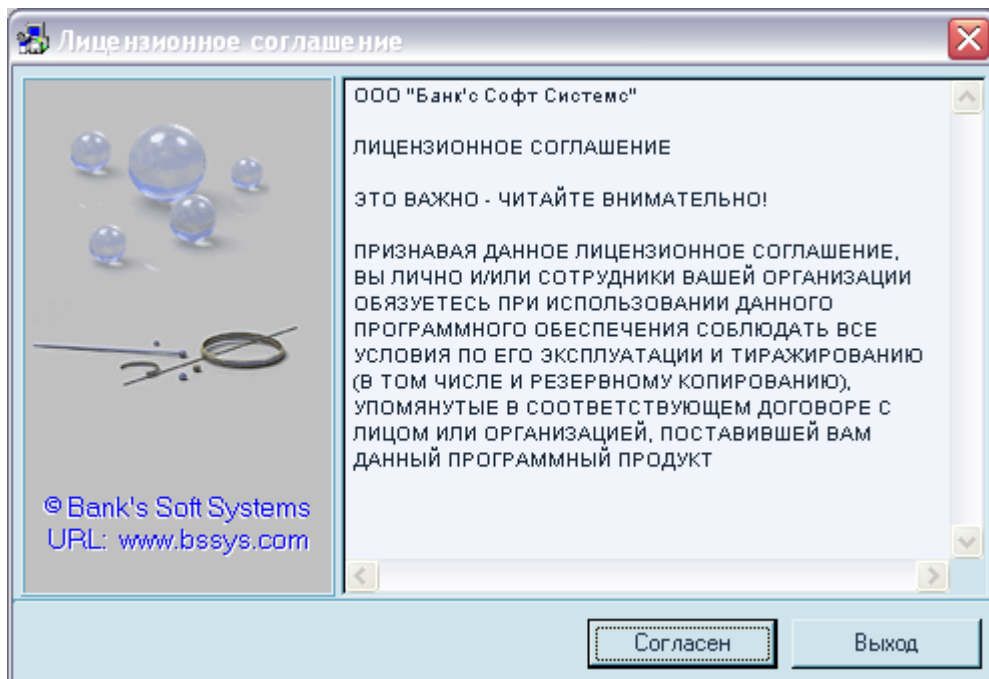 Лицензионное соглашение
ООО "Банк'с Софт Системс"
ЛИЦЕНЗИОННОЕ СОГЛАШЕНИЕ
ЭТО ВАЖНО - ЧИТАЙТЕ ВНИМАТЕЛЬНО!
ПРИЗНАВАЯ ДАННОЕ ЛИЦЕНЗИОННОЕ СОГЛАШЕНИЕ,
ВЫ ЛИЧНО И/ИЛИ СОТРУДНИКИ ВАШЕЙ ОРГАНИЗАЦИИ
ОБЯЗУЕТЕСЬ ПРИ ИСПОЛЬЗОВАНИИ ДАННОГО
ПРОГРАММНОГО ОБЕСПЕЧЕНИЯ СОБЛЮДАТЬ ВСЕ
УСЛОВИЯ ПО ЕГО ЭКСПЛУАТАЦИИ И ТИРАЖИРОВАНИЮ
(В ТОМ ЧИСЛЕ И РЕЗЕРВНОМУ КОПИРОВАНИЮ),
УПОМЯНУТЫЕ В СООТВЕТСТВУЮЩЕМ ДОГОВОРЕ С
ЛИЦОМ ИЛИ ОРГАНИЗАЦИЕЙ, ПОСТАВИВШЕЙ ВАМ
ДАННЫЙ ПРОГРАММНЫЙ ПРОДУКТ
© Bank's Soft Systems
URL: www.bssys.com
Согласен
Выход